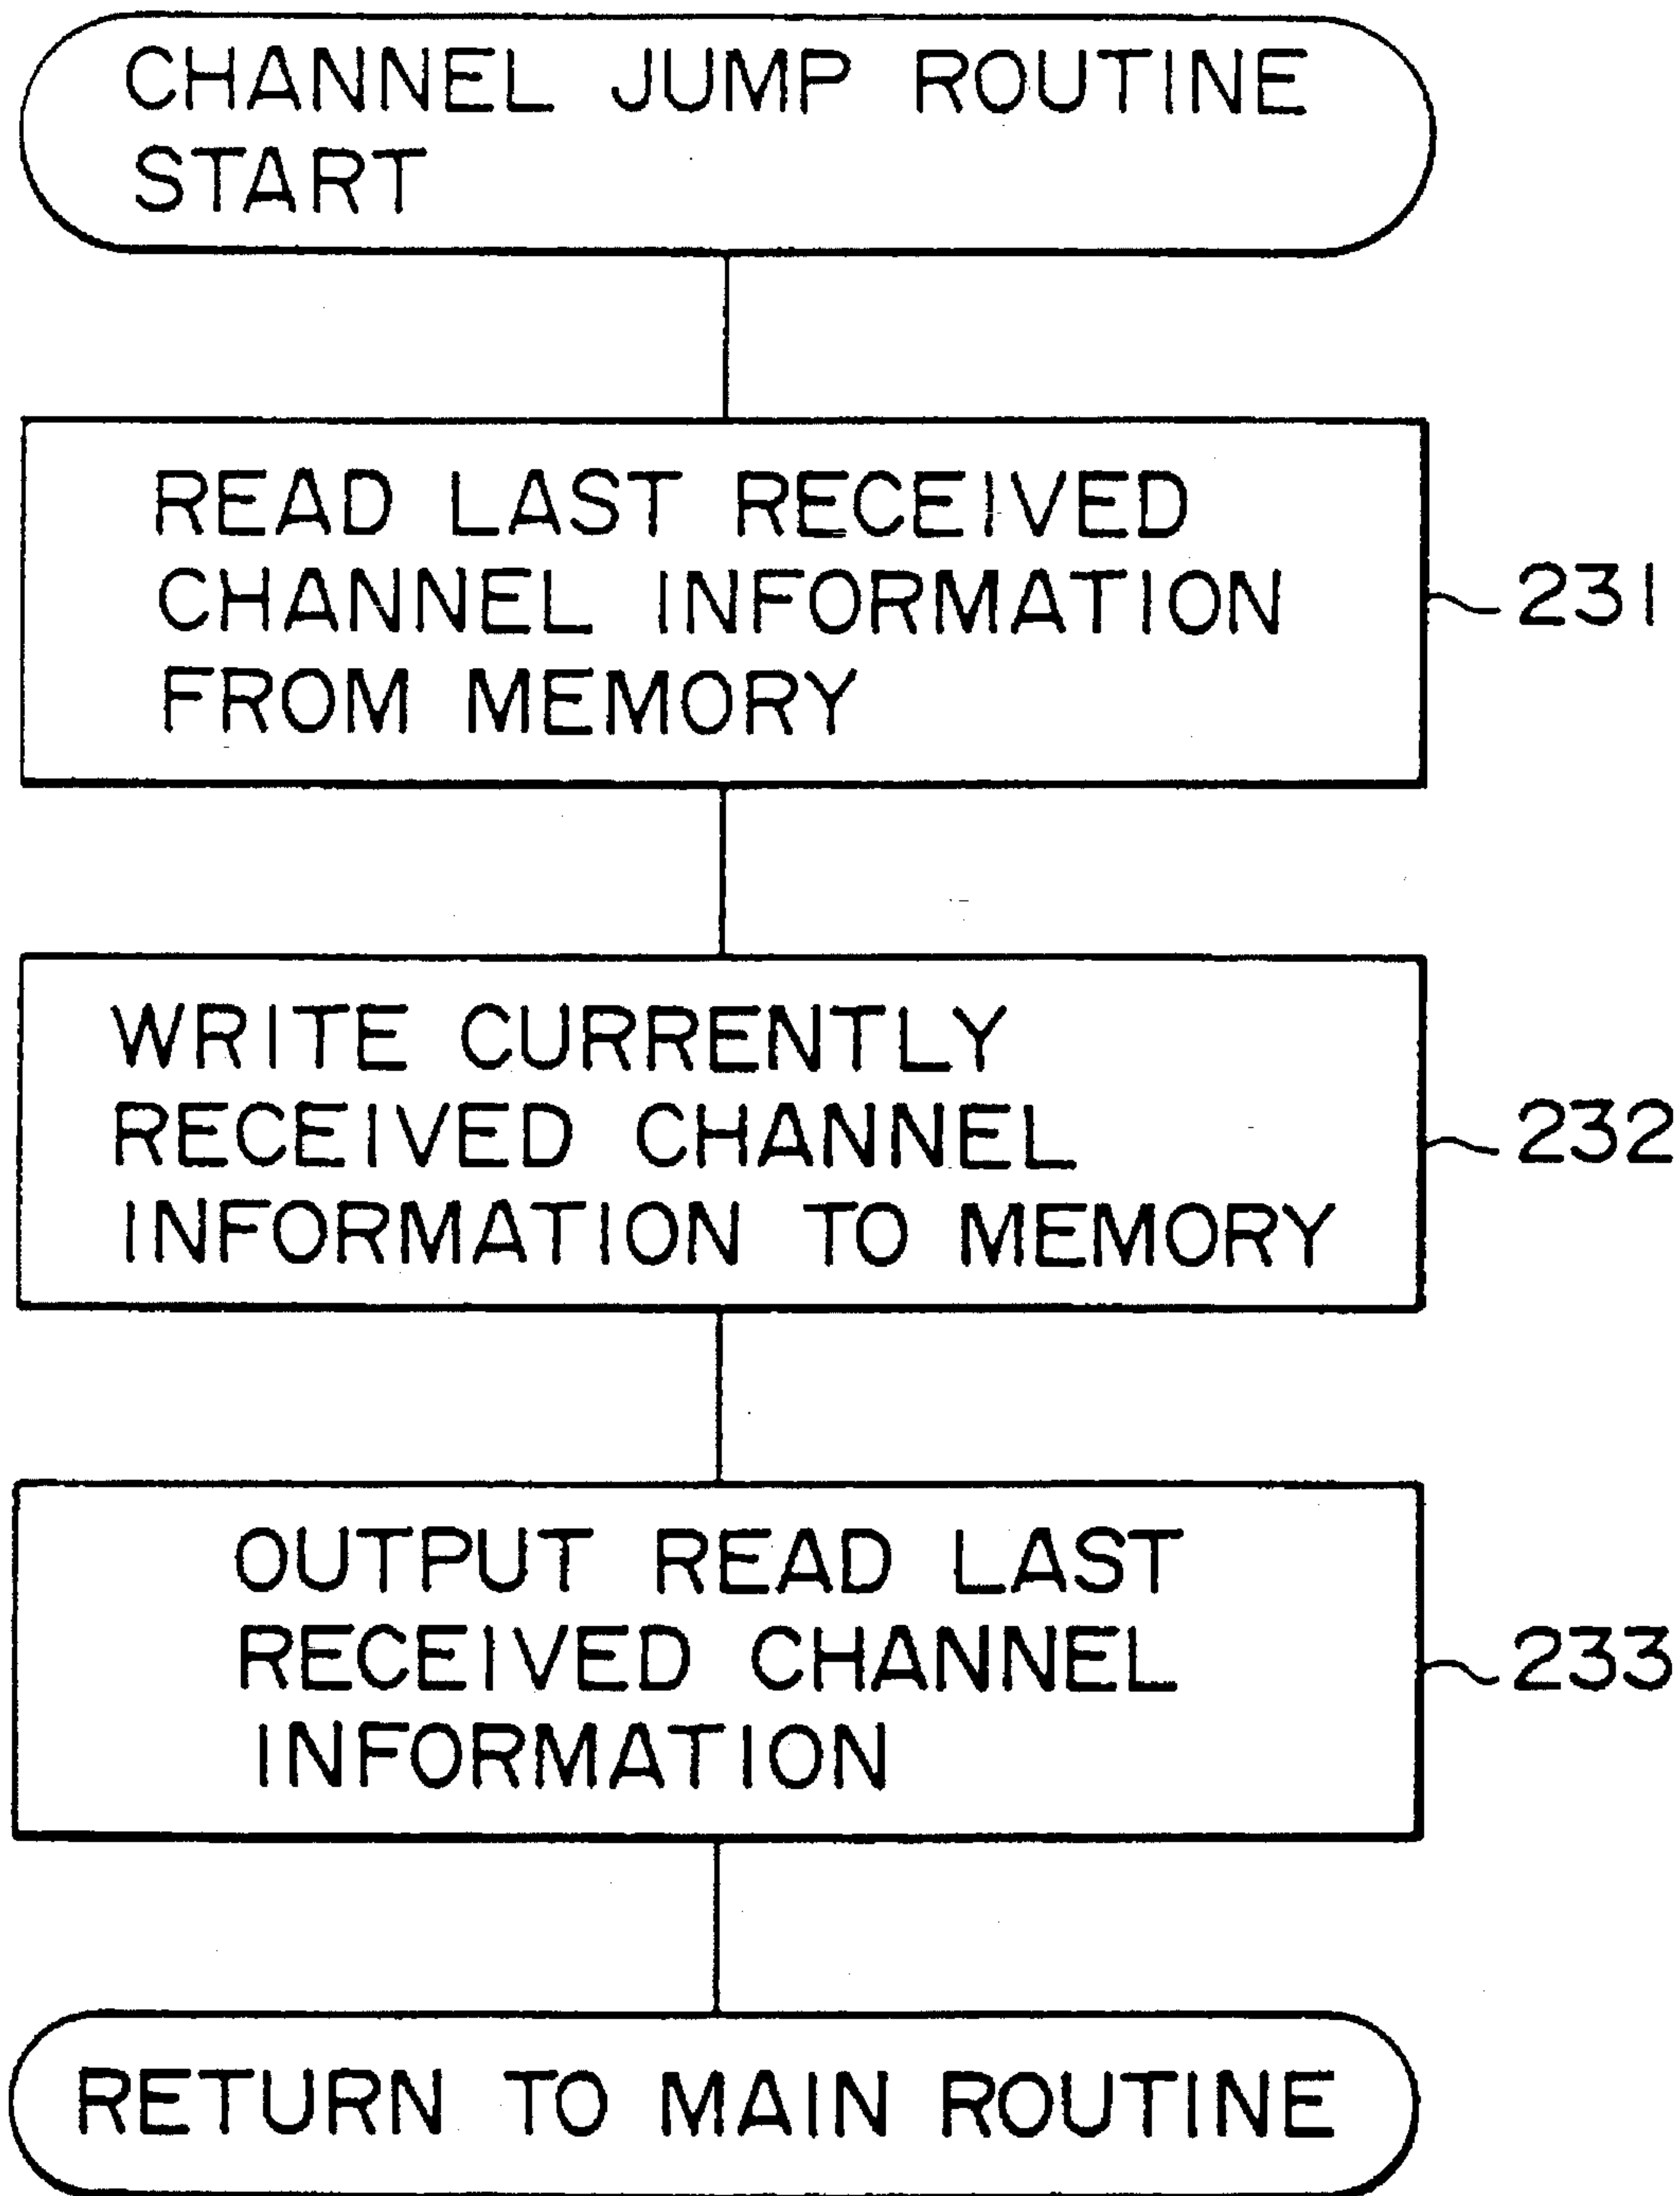 CHANNEL JUMP ROUTINE
START
READ LAST RECEIVED
CHANNEL INFORMATION
FROM MEMORY
231
WRITE CURRENTLY
RECEIVED CHANNEL
INFORMATION TO MEMORY
232
OUTPUT READ LAST
RECEIVED CHANNEL
INFORMATION
233
RETURN TO MAIN ROUTINE